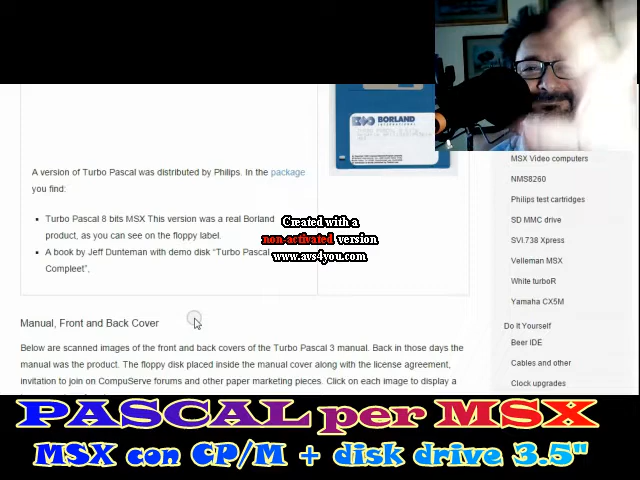 BORLAND
INTERNATIONAL
A version of Turbo Pascal was distributed by Philips. In the package
you find:
Turbo Pascal 8 bits MSX This version was a real Borland
product, as you can see on the floppy label.
A book by Jeff Dunteman with demo disk “Turbo Pascal
Compleet”,
Created with a
non-activated version
www.avs4you.com
Manual, Front and Back Cover
Below are scanned images of the front and back covers of the Turbo Pascal 3 manual. Back in those days the
manual was the product. The floppy disk placed inside the manual cover along with the license agreement,
invitation to join on CompuServe forums and other paper marketing pieces. Click on each image to display a
MSX Video computers
NMS8260
Philips test cartridges
SD MMC drive
SVI.738 Xpress
Velleman MSX
White turboR
Yamaha CX5M
Do It Yourself
Beer IDE
Cables and other
Clock upgrades
PASCAL per MSX
MSX con CP/M + disk drive 3.5"